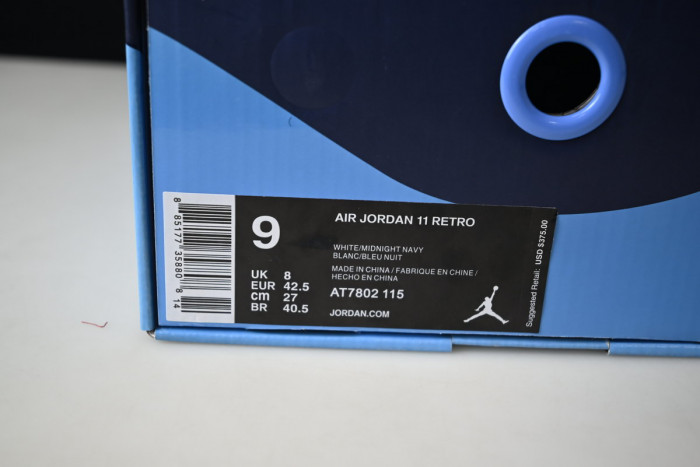 8 85177 35880 8 14
9
AIR JORDAN 11 RETRO
WHITE/MIDNIGHT NAVY
BLANC/BLEU NUIT
MADE IN CHINA / FABRIQUE EN CHINE /
HECHO EN CHINA
UK 8
EUR 42.5
cm 27
BR 40.5
AT7802 115
JORDAN.COM
Suggested Retail: USD $375.00